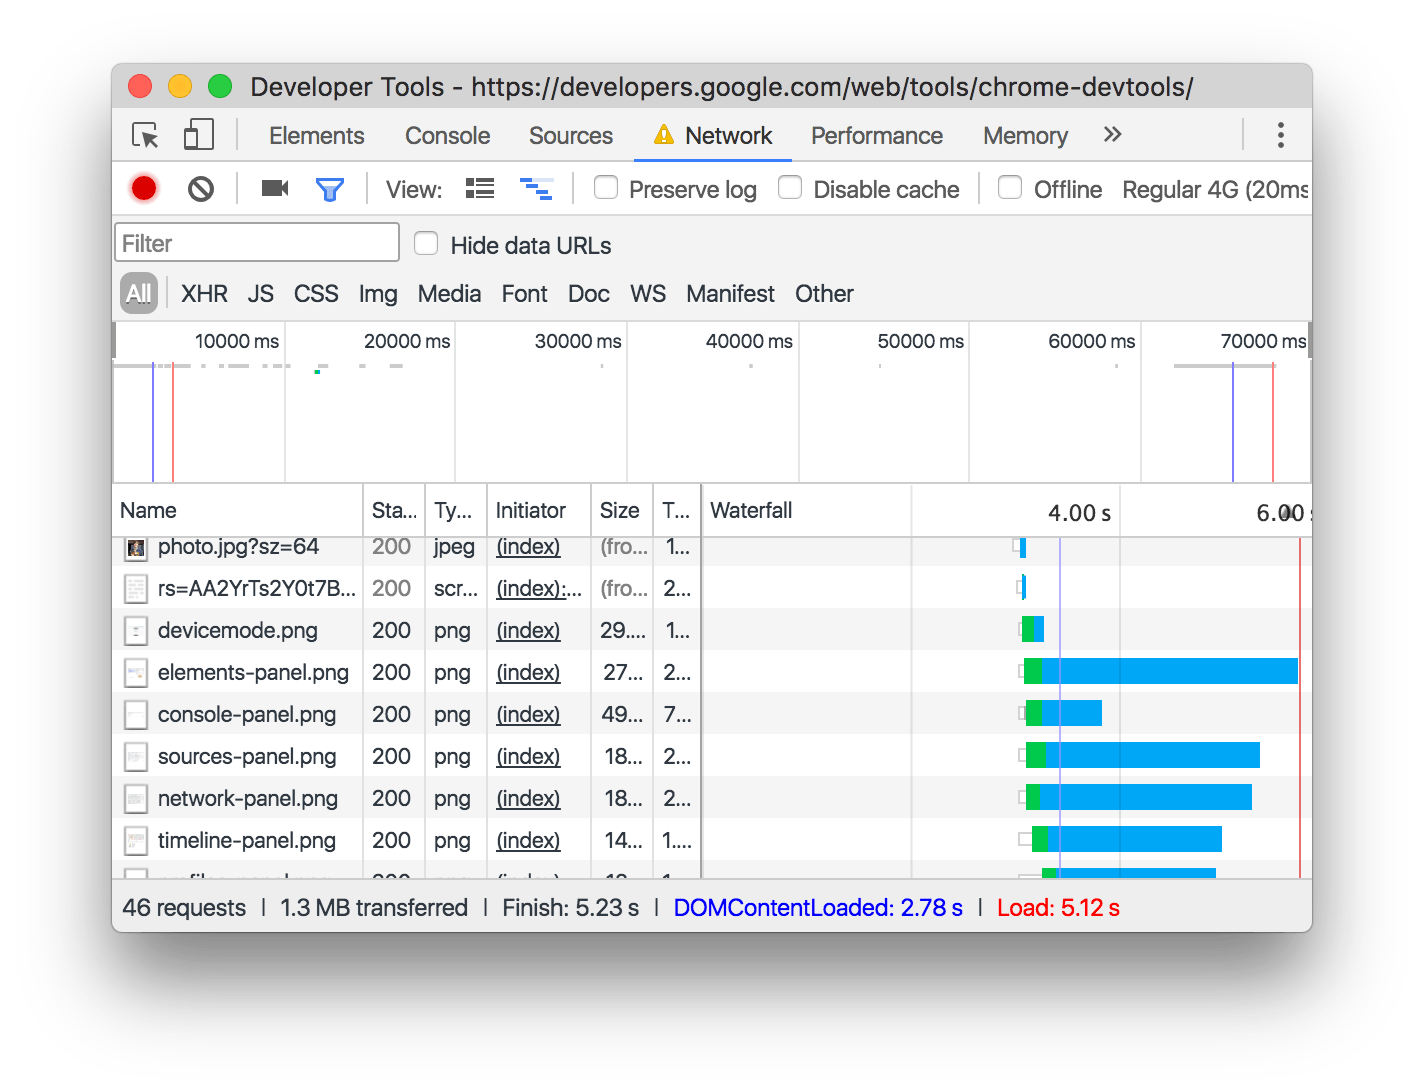 Developer Tools - https://developers.google.com/web/tools/chrome-devtools/
Elements Console Sources Network Performance Memory
View: Preserve log Disable cache Offline Regular 4G (20ms
Filter Hide data URLs
All XHR JS CSS Img Media Font Doc WS Manifest Other
10000 ms 20000 ms 30000 ms 40000 ms 50000 ms 60000 ms 70000 ms
Name Sta... Ty... Initiator Size T... Waterfall 4.00 s 6.00 s
photo.jpg?sz=64 200 jpeg (index) (fro... 1...
rs=AA2YrTs2Y0t7B... 200 scr... (index):... (fro... 2...
devicemode.png 200 png (index) 29.... 1...
elements-panel.png 200 png (index) 27... 2...
console-panel.png 200 png (index) 49... 7...
sources-panel.png 200 png (index) 18... 2...
network-panel.png 200 png (index) 18... 2...
timeline-panel.png 200 png (index) 14... 1....
46 requests | 1.3 MB transferred | Finish: 5.23 s | DOMContentLoaded: 2.78 s | Load: 5.12 s